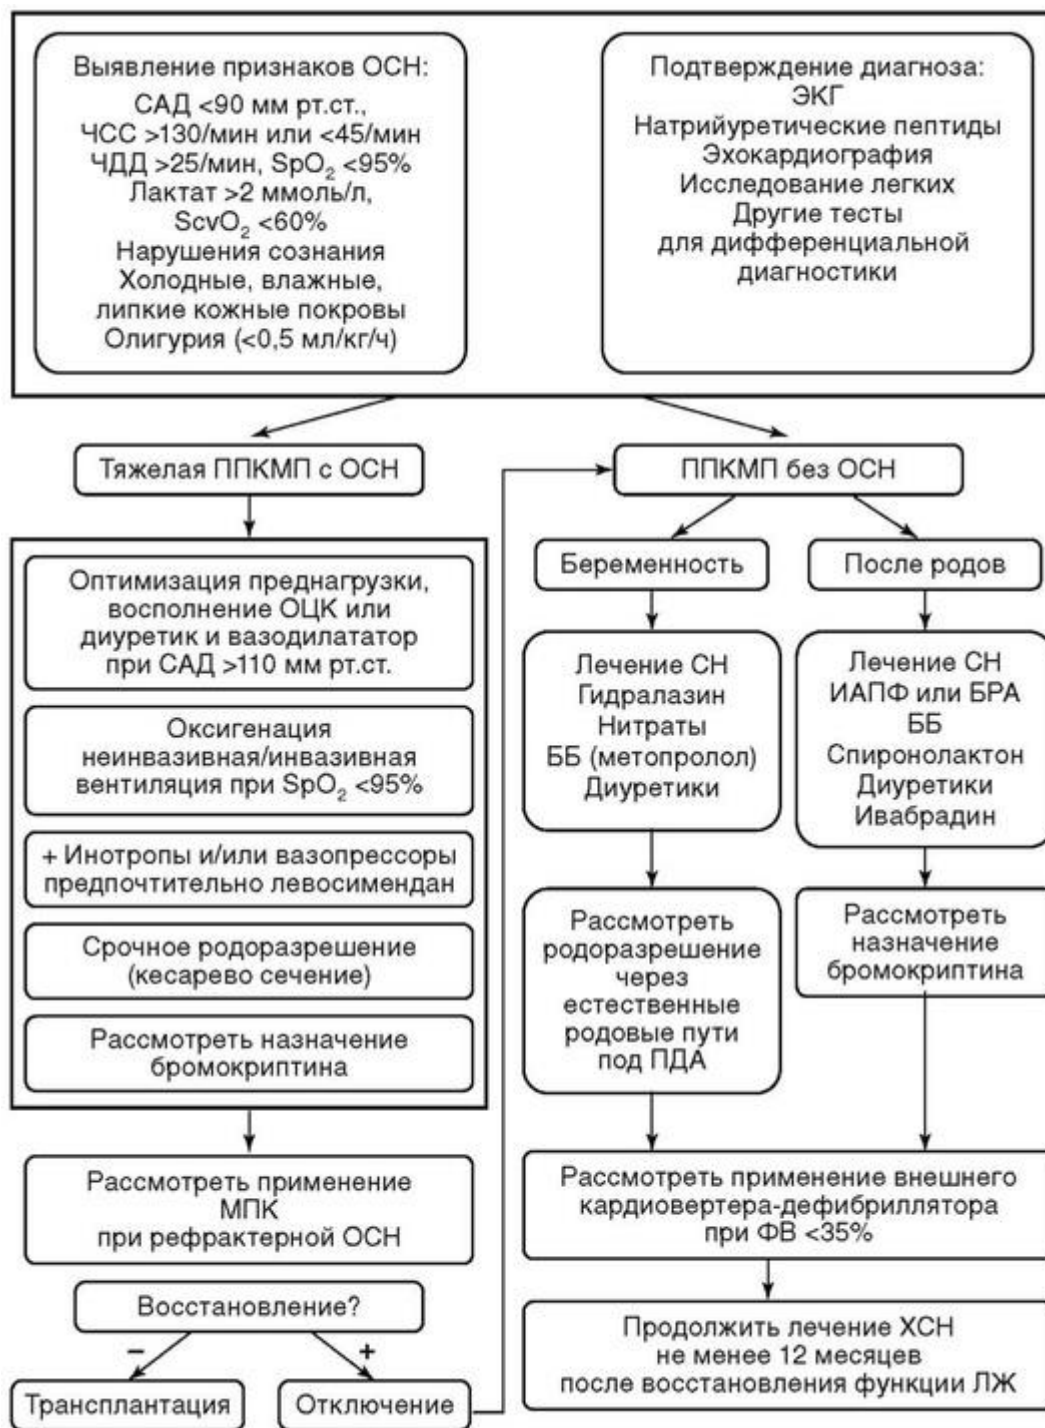 Выявление признаков ОСН:
САД <90 мм рт.ст.,
ЧСС >130/мин или <45/мин
ЧДД >25/мин, SpO₂ <95%
Лактат >2 ммоль/л,
ScvO₂ <60%
Нарушения сознания
Холодные, влажные,
липкие кожные покровы
Олигурия (<0,5 мл/кг/ч)
Подтверждение диагноза:
ЭКГ
Натрийуретические пептиды
Эхокардиография
Исследование легких
Другие тесты
для дифференциальной
диагностики
Тяжелая ППКМП с ОСН
ППКМП без ОСН
Оптимизация преднагрузки,
восполнение ОЦК или
диуретик и вазодилататор
при САД >110 мм рт.ст.
Оксигенация
неинвазивная/инвазивная
вентиляция при SpO₂ <95%
+ Инотропы и/или вазопрессоры
предпочтительно левосимендан
Срочное родоразрешение
(кесарево сечение)
Рассмотреть назначение
бромокриптина
Рассмотреть применение
МПК
при рефрактерной ОСН
Восстановление?
–
+
Трансплантация
Отключение
Беременность
После родов
Лечение СН
Гидралазин
Нитраты
ББ (метопролол)
Диуретики
Лечение СН
ИАПФ или БРА
ББ
Спиронолактон
Диуретики
Ивабрадин
Рассмотреть
родоразрешение
через
естественные
родовые пути
под ПДА
Рассмотреть
назначение
бромокриптина
Рассмотреть применение внешнего
кардиовертера-дефибриллятора
при ФВ <35%
Продолжить лечение ХСН
не менее 12 месяцев
после восстановления функции ЛЖ